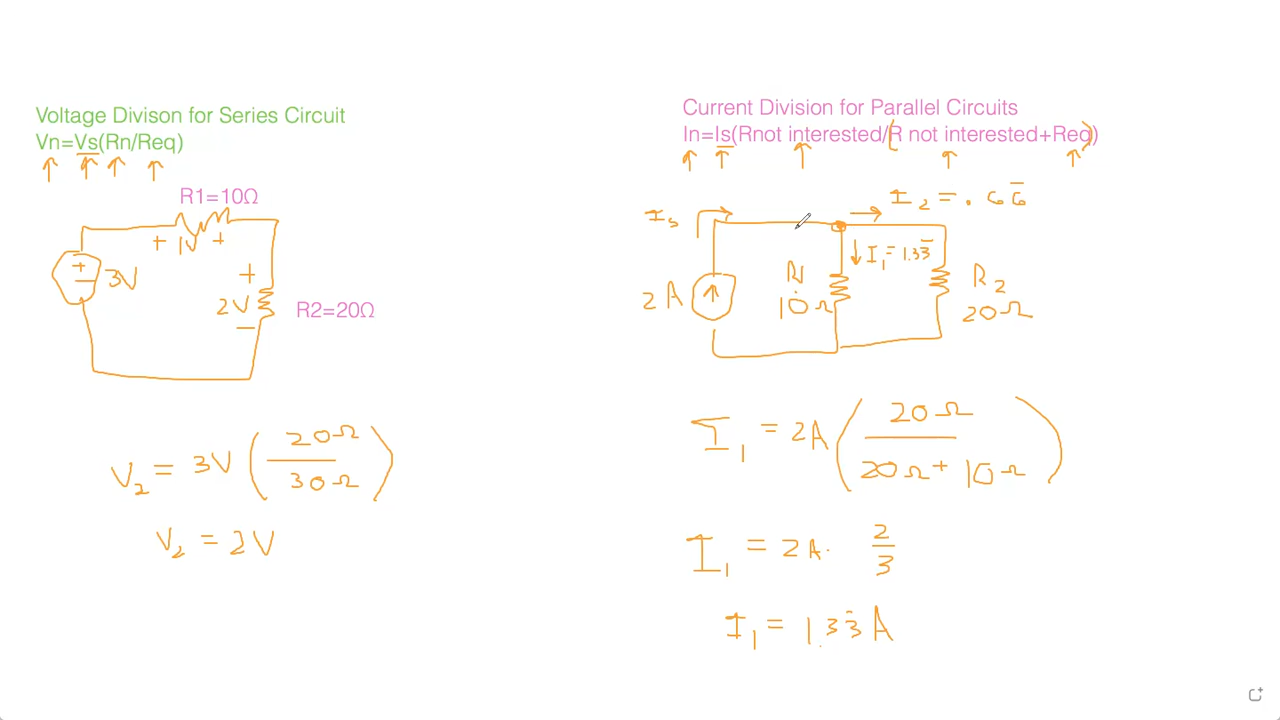 Voltage Divison for Series Circuit
Vn=Vs(Rn/Req)
R1=10Ω
+ 1V +
+
−
3V
+
2V
−
R2=20Ω
V2 = 3V ( 20Ω / 30Ω )
V2 = 2V
Current Division for Parallel Circuits
In=Is(Rnot interested/(R not interested+Req))
Is
I2 = .66̅
I1 = 1.33̅
2A
10Ω
R2
20Ω
I1 = 2A ( 20Ω / 20Ω + 10Ω )
I1 = 2A · 2/3
I1 = 1.33̅ A